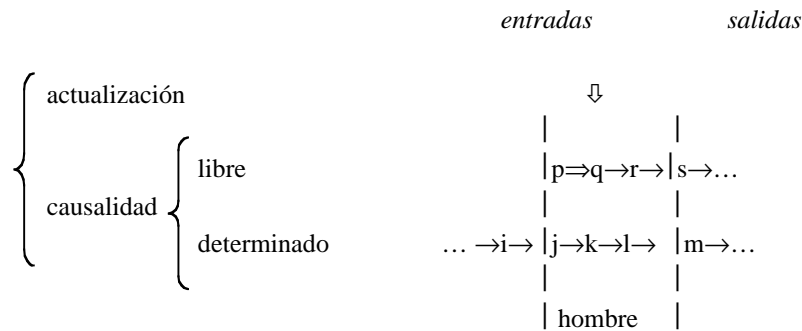 entradas salidas
actualización ⇩
| |
libre |p⇒q→r→|s→…
causalidad | |
determinado … →i→ |j→k→l→ |m→…
| |
| hombre |